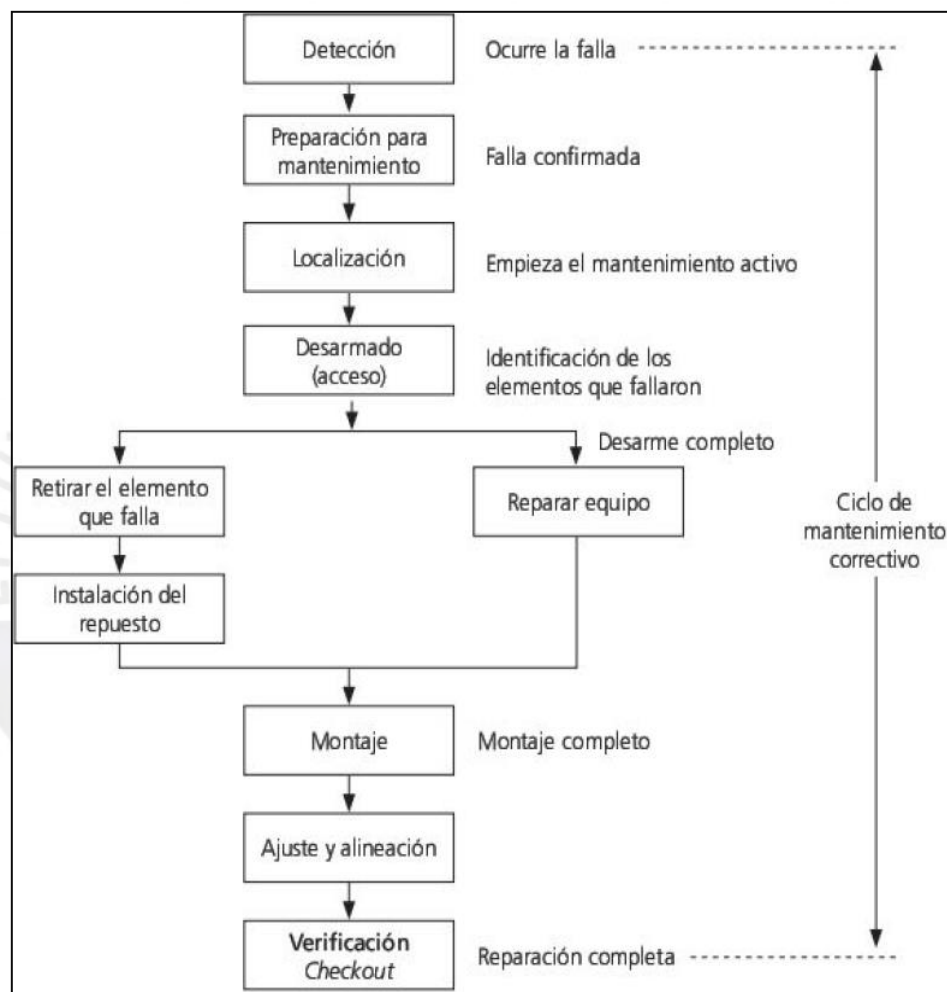 Detección
Ocurre la falla
Preparación para
mantenimiento
Falla confirmada
Localización
Empieza el mantenimiento activo
Desarmado
(acceso)
Identificación de los
elementos que fallaron
Desarme completo
Retirar el elemento
que falla
Reparar equipo
Ciclo de
mantenimiento
correctivo
Instalación del
repuesto
Montaje
Montaje completo
Ajuste y alineación
Verificación
Checkout
Reparación completa